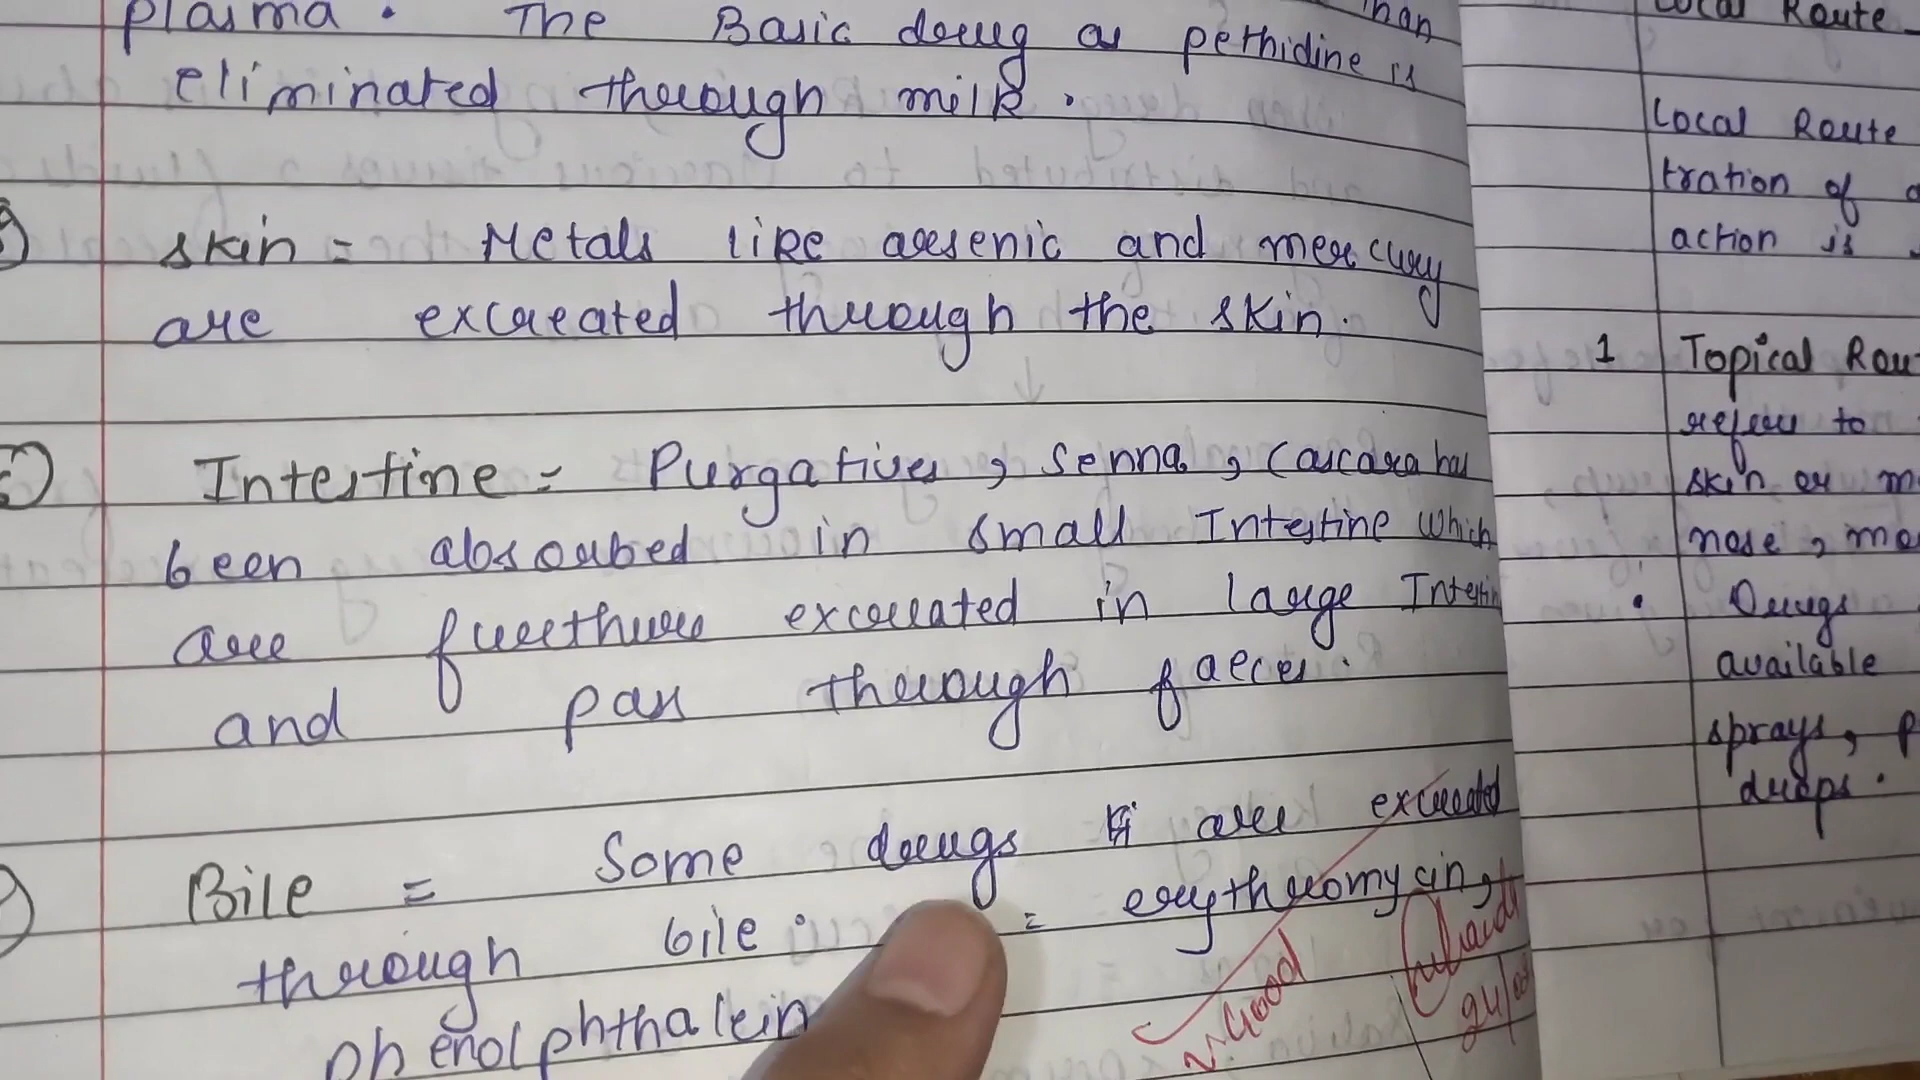 plasma. The Basic drug as pethidine is
eliminated through milk.
skin = Metals like arsenic and mercury
are excreated through the skin.
Intestine = Purgatives, Senna, Cascara has
been absorbed in small Intestine which
are furthure excreated in large Intestin
and pass through faeces.
Bile = Some drugs are excreated
through bile. = erythromycin,
phenolphthalein
V. Good
Local Route
Local Route
tration of
action is
1 Topical Rou
refers to
skin or m
nose, mo
• Drugs
available
sprays, p
drops.